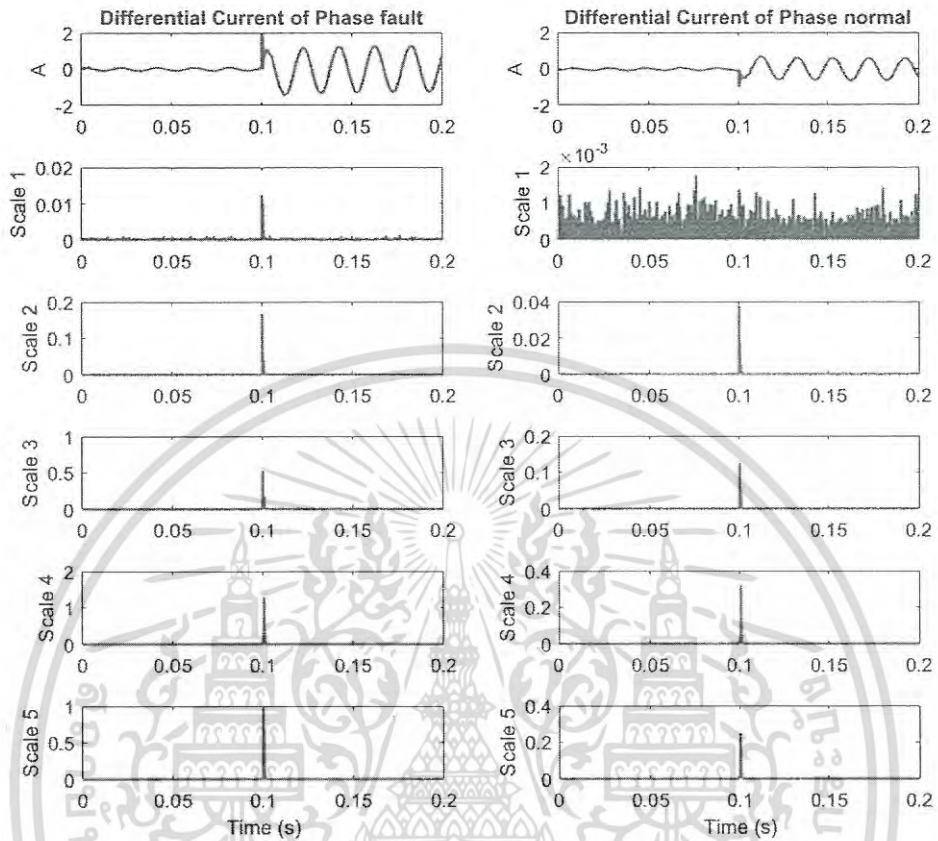 Differential Current of Phase fault
A
2
0
-2
0 0.05 0.1 0.15 0.2
Scale 1
0.02
0.01
0
0 0.05 0.1 0.15 0.2
Scale 2
0.2
0.1
0
0 0.05 0.1 0.15 0.2
Scale 3
1
0.5
0
0 0.05 0.1 0.15 0.2
Scale 4
2
1
0
0 0.05 0.1 0.15 0.2
Scale 5
1
0.5
0
0 0.05 0.1 0.15 0.2
Time (s)
Differential Current of Phase normal
A
2
0
-2
0 0.05 0.1 0.15 0.2
× 10⁻³
Scale 1
2
1
0
0 0.05 0.1 0.15 0.2
Scale 2
0.04
0.02
0
0 0.05 0.1 0.15 0.2
Scale 3
0.2
0.1
0
0 0.05 0.1 0.15 0.2
Scale 4
0.4
0.2
0
0 0.05 0.1 0.15 0.2
Scale 5
0.4
0.2
0
0 0.05 0.1 0.15 0.2
Time (s)